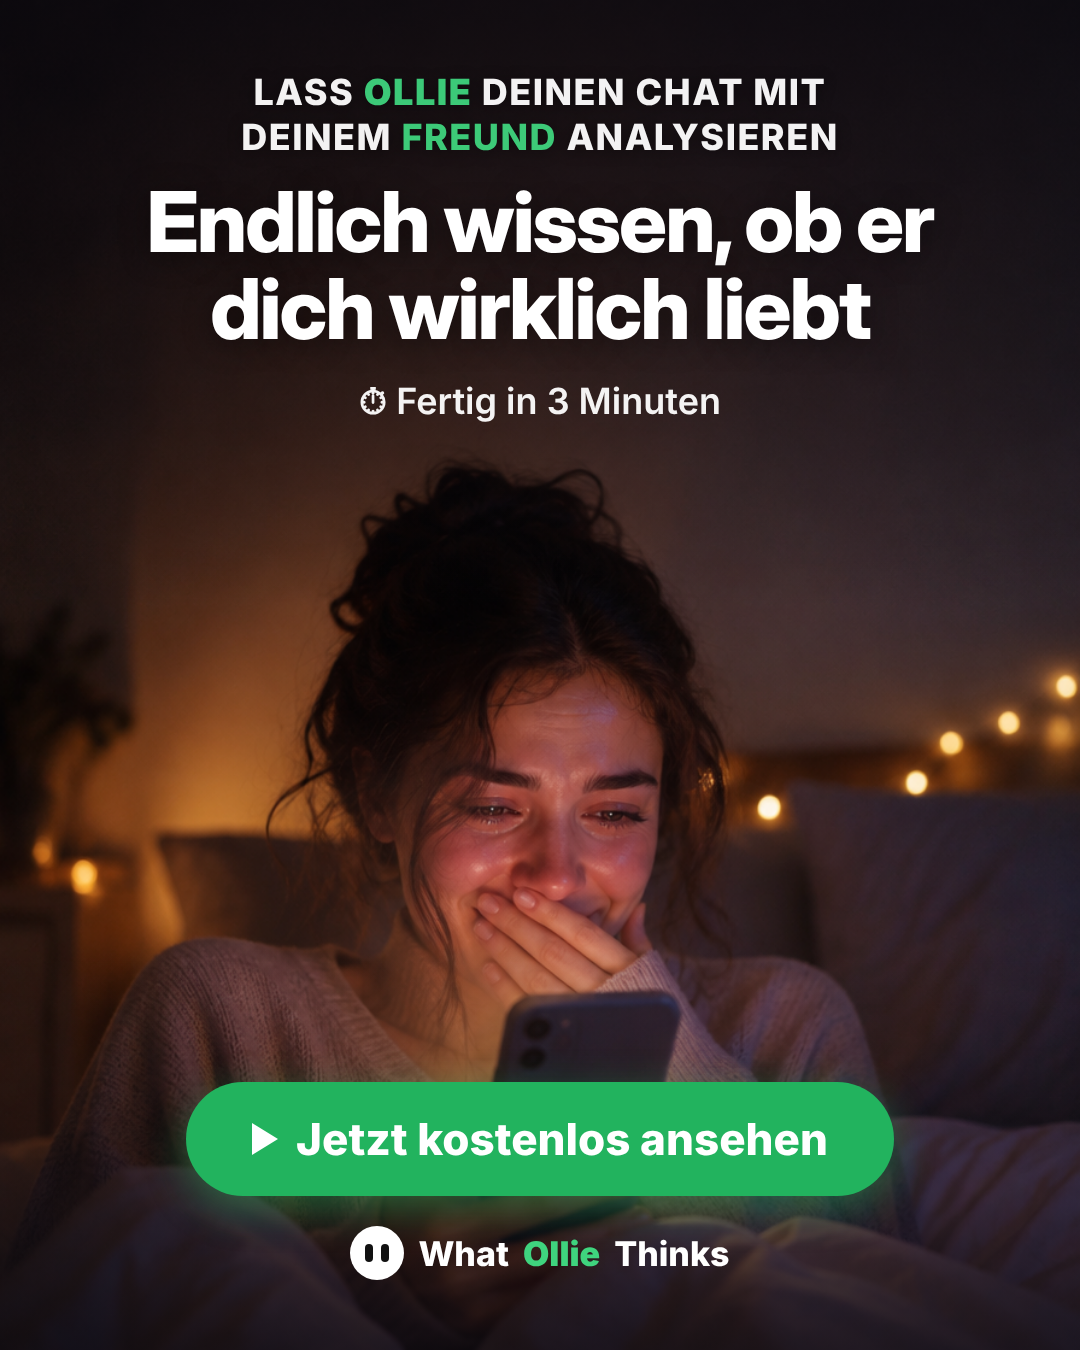 LASS OLLIE DEINEN CHAT MIT
DEINEM FREUND ANALYSIEREN
Endlich wissen, ob er
dich wirklich liebt
⏱ Fertig in 3 Minuten
▶ Jetzt kostenlos ansehen
What Ollie Thinks